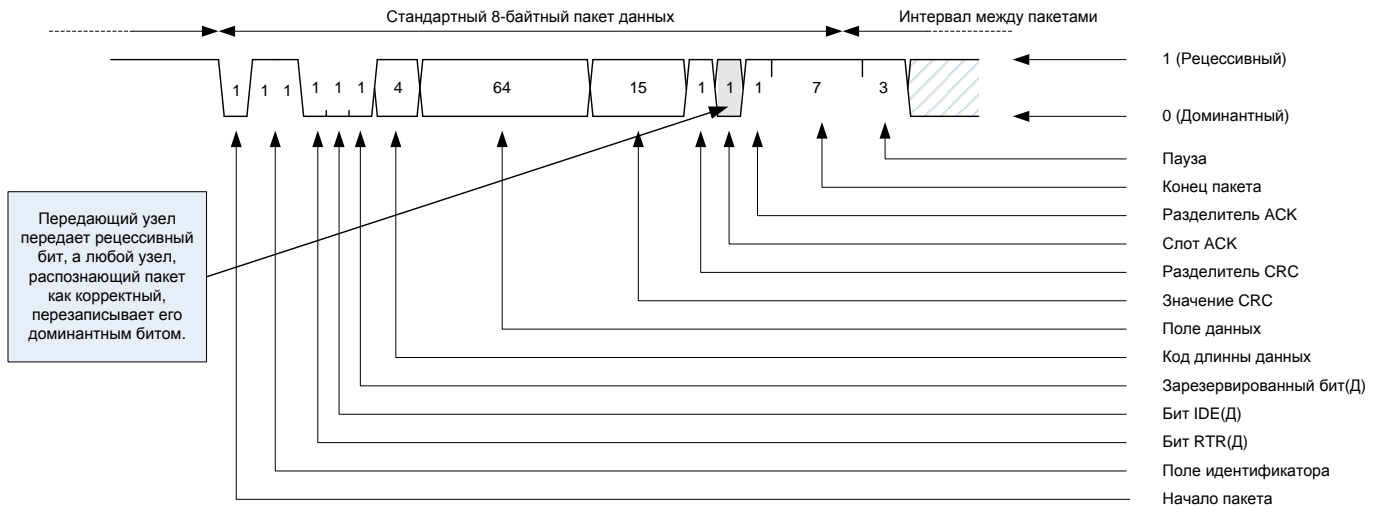 Стандартный 8-байтный пакет данных
Интервал между пакетами
1 1 1 1 1 1 4 64 15 1 1 1 7 3
1 (Рецессивный)
0 (Доминантный)
Пауза
Конец пакета
Разделитель ACK
Слот ACK
Разделитель CRC
Значение CRC
Поле данных
Код длинны данных
Зарезервированный бит(Д)
Бит IDE(Д)
Бит RTR(Д)
Поле идентификатора
Начало пакета
Передающий узел
передает рецессивный
бит, а любой узел,
распознающий пакет
как корректный,
перезаписывает его
доминантным битом.